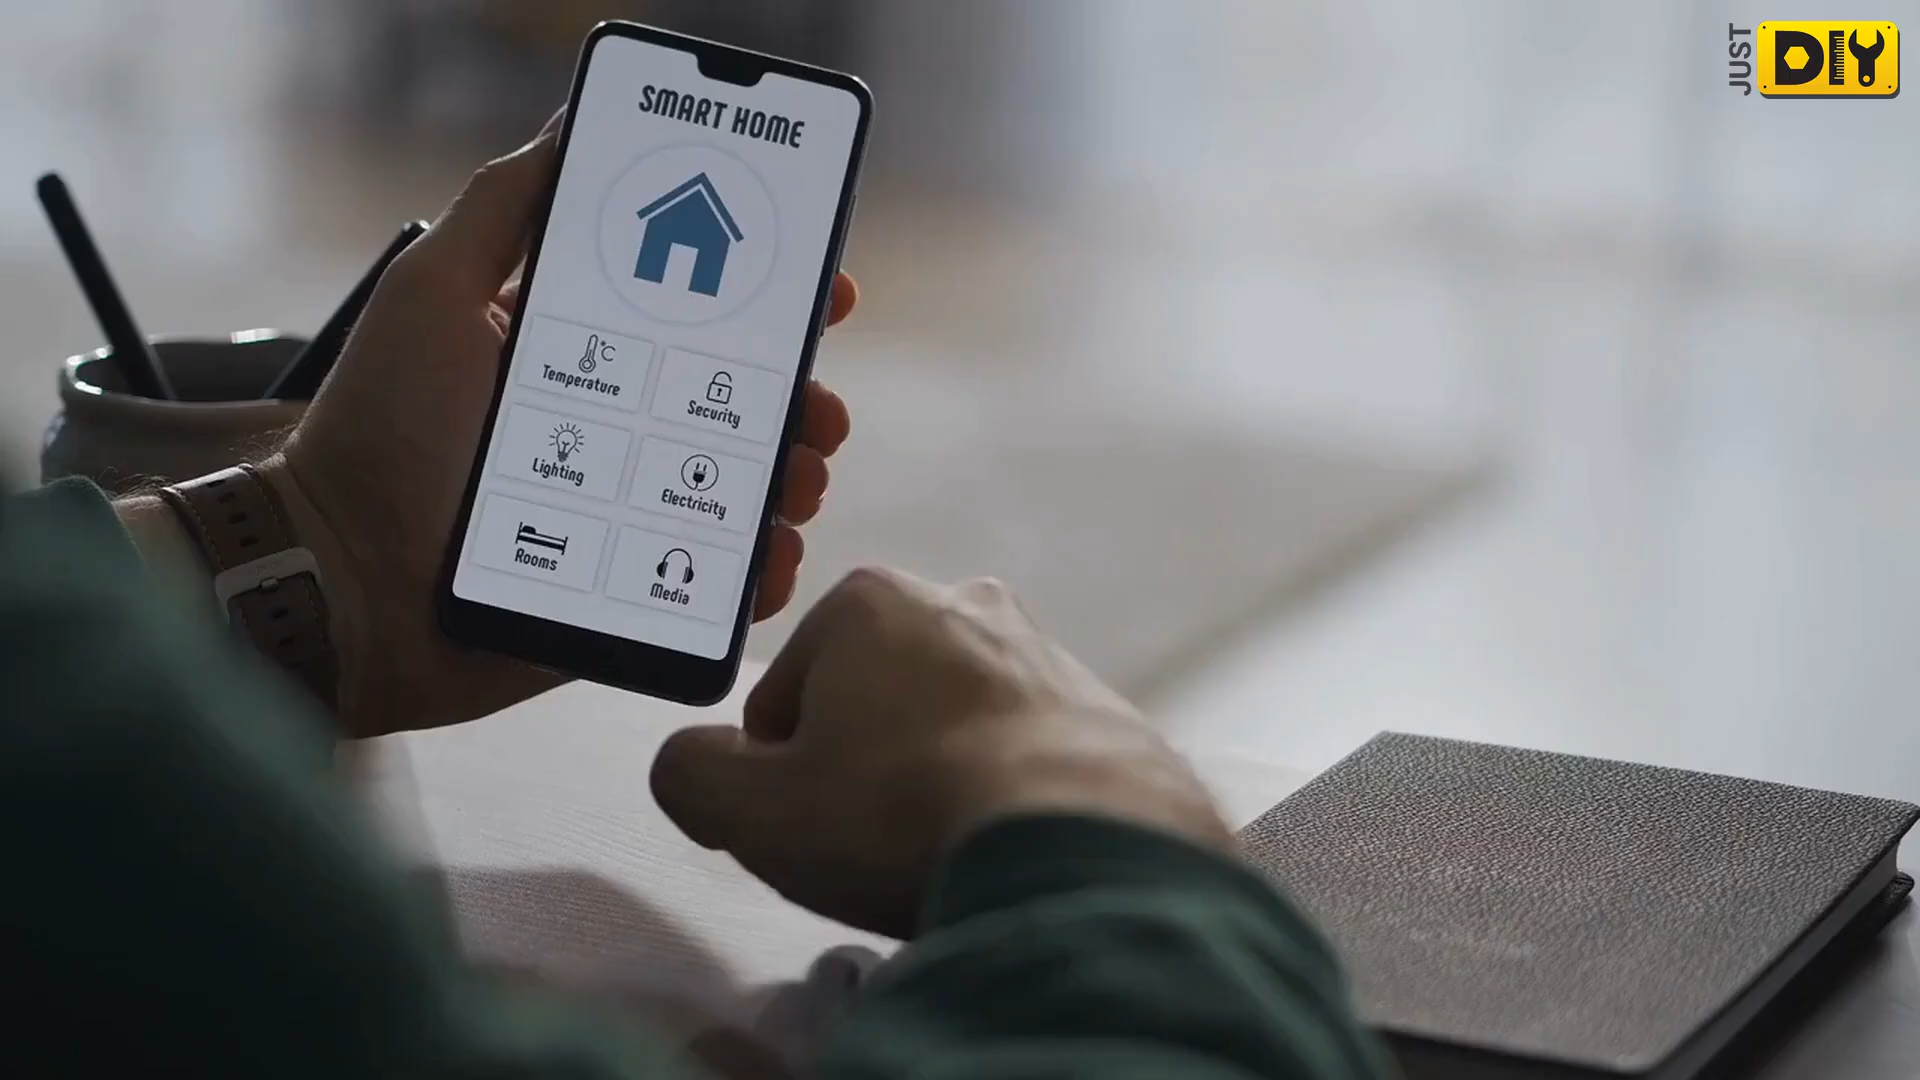 JUST
DIY
SMART HOME
°C
Temperature
Security
Lighting
Electricity
Rooms
Media